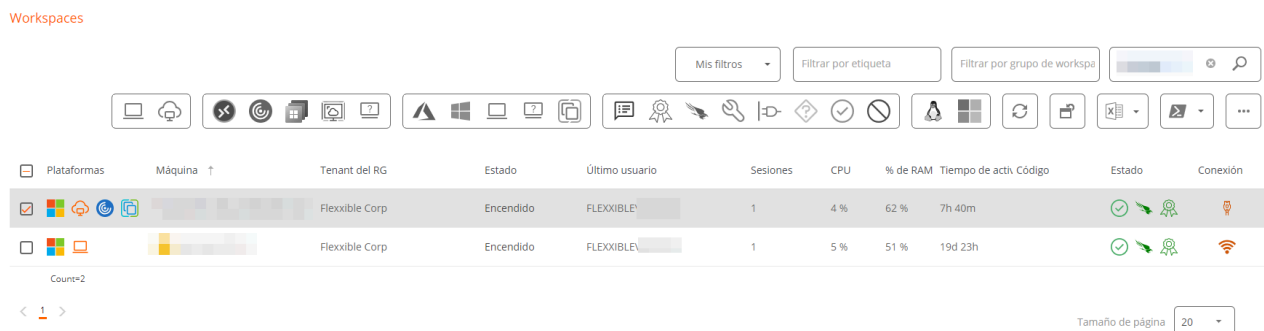 Workspaces
Mis filtros Filtrar por etiqueta Filtrar por grupo de workspa
Plataformas Máquina ↑ Tenant del RG Estado Último usuario Sesiones CPU % de RAM Tiempo de activ Código Estado Conexión
Flexxible Corp Encendido FLEXXIBLE\ 1 4 % 62 % 7h 40m
Flexxible Corp Encendido FLEXXIBLE\ 1 5 % 51 % 19d 23h
Count=2
< 1 >
Tamaño de página 20